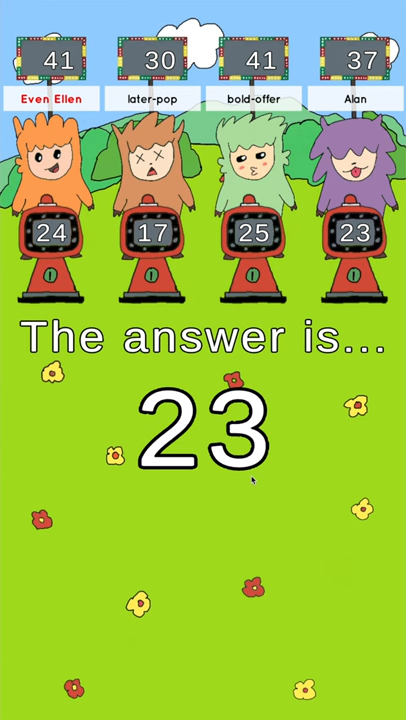 41 30 41 37
Even Ellen later-pop bold-offer Alan
24 17 25 23
The answer is...
23